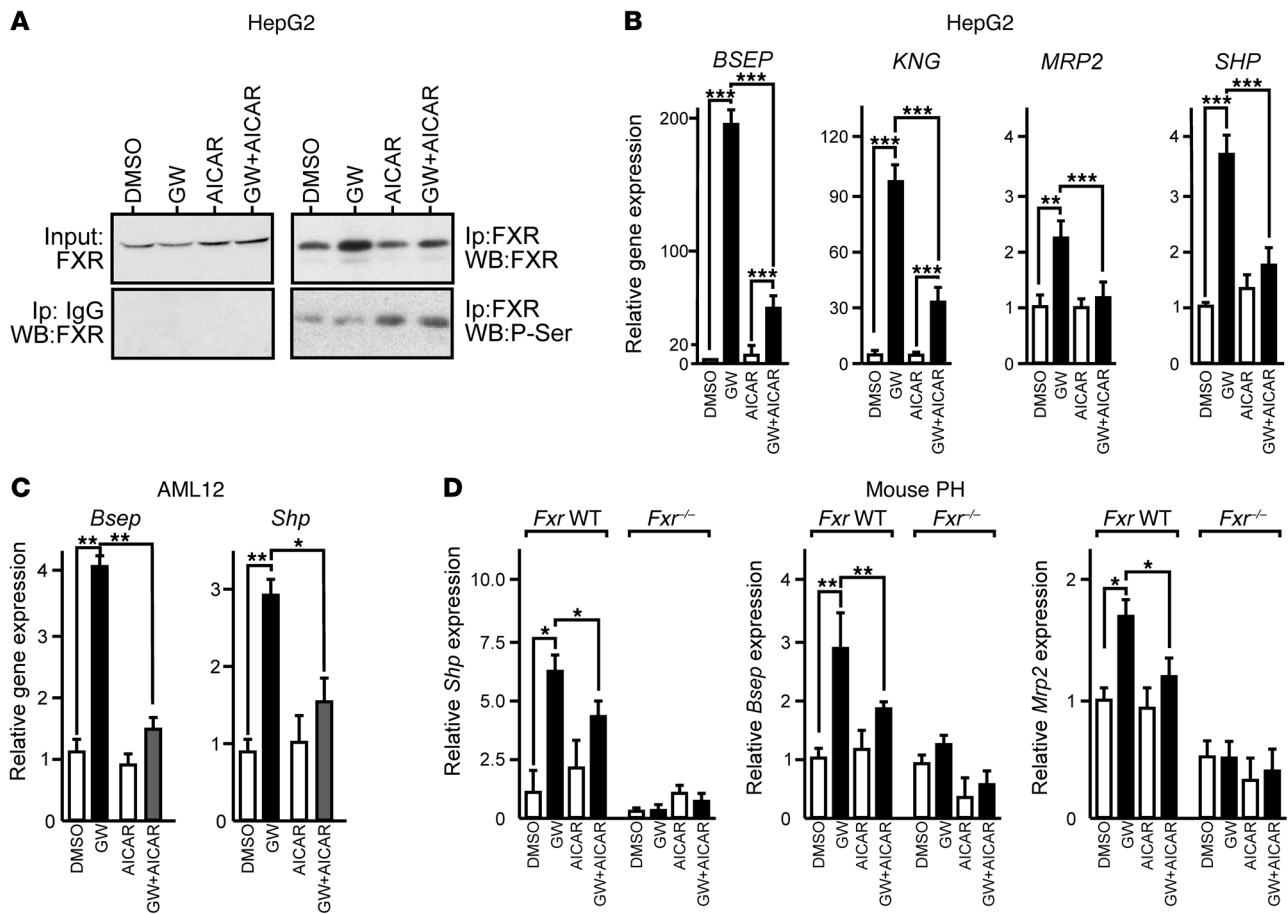 A
HepG2
DMSO
GW
AICAR
GW+AICAR
DMSO
GW
AICAR
GW+AICAR
Input:
FXR
Ip:FXR
WB:FXR
Ip: IgG
WB:FXR
Ip:FXR
WB:P-Ser
B
HepG2
BSEP
KNG
MRP2
SHP
Relative gene expression
200
100
20
0
***
***
***
DMSO
GW
AICAR
GW+AICAR
120
90
60
30
0
***
***
***
DMSO
GW
AICAR
GW+AICAR
4
3
2
1
0
**
***
DMSO
GW
AICAR
GW+AICAR
4
3
2
1
0
***
***
DMSO
GW
AICAR
GW+AICAR
C
AML12
Bsep
Shp
Relative gene expression
4
3
2
1
0
**
**
DMSO
GW
AICAR
GW+AICAR
3
2
1
0
**
*
DMSO
GW
AICAR
GW+AICAR
D
Mouse PH
Fxr WT
Fxr–/–
Relative Shp expression
10.0
7.5
5.0
2.5
0
*
*
DMSO
GW
AICAR
GW+AICAR
DMSO
GW
AICAR
GW+AICAR
Fxr WT
Fxr–/–
Relative Bsep expression
4
3
2
1
0
**
**
DMSO
GW
AICAR
GW+AICAR
DMSO
GW
AICAR
GW+AICAR
Fxr WT
Fxr–/–
Relative Mrp2 expression
2
1
0
*
*
DMSO
GW
AICAR
GW+AICAR
DMSO
GW
AICAR
GW+AICAR